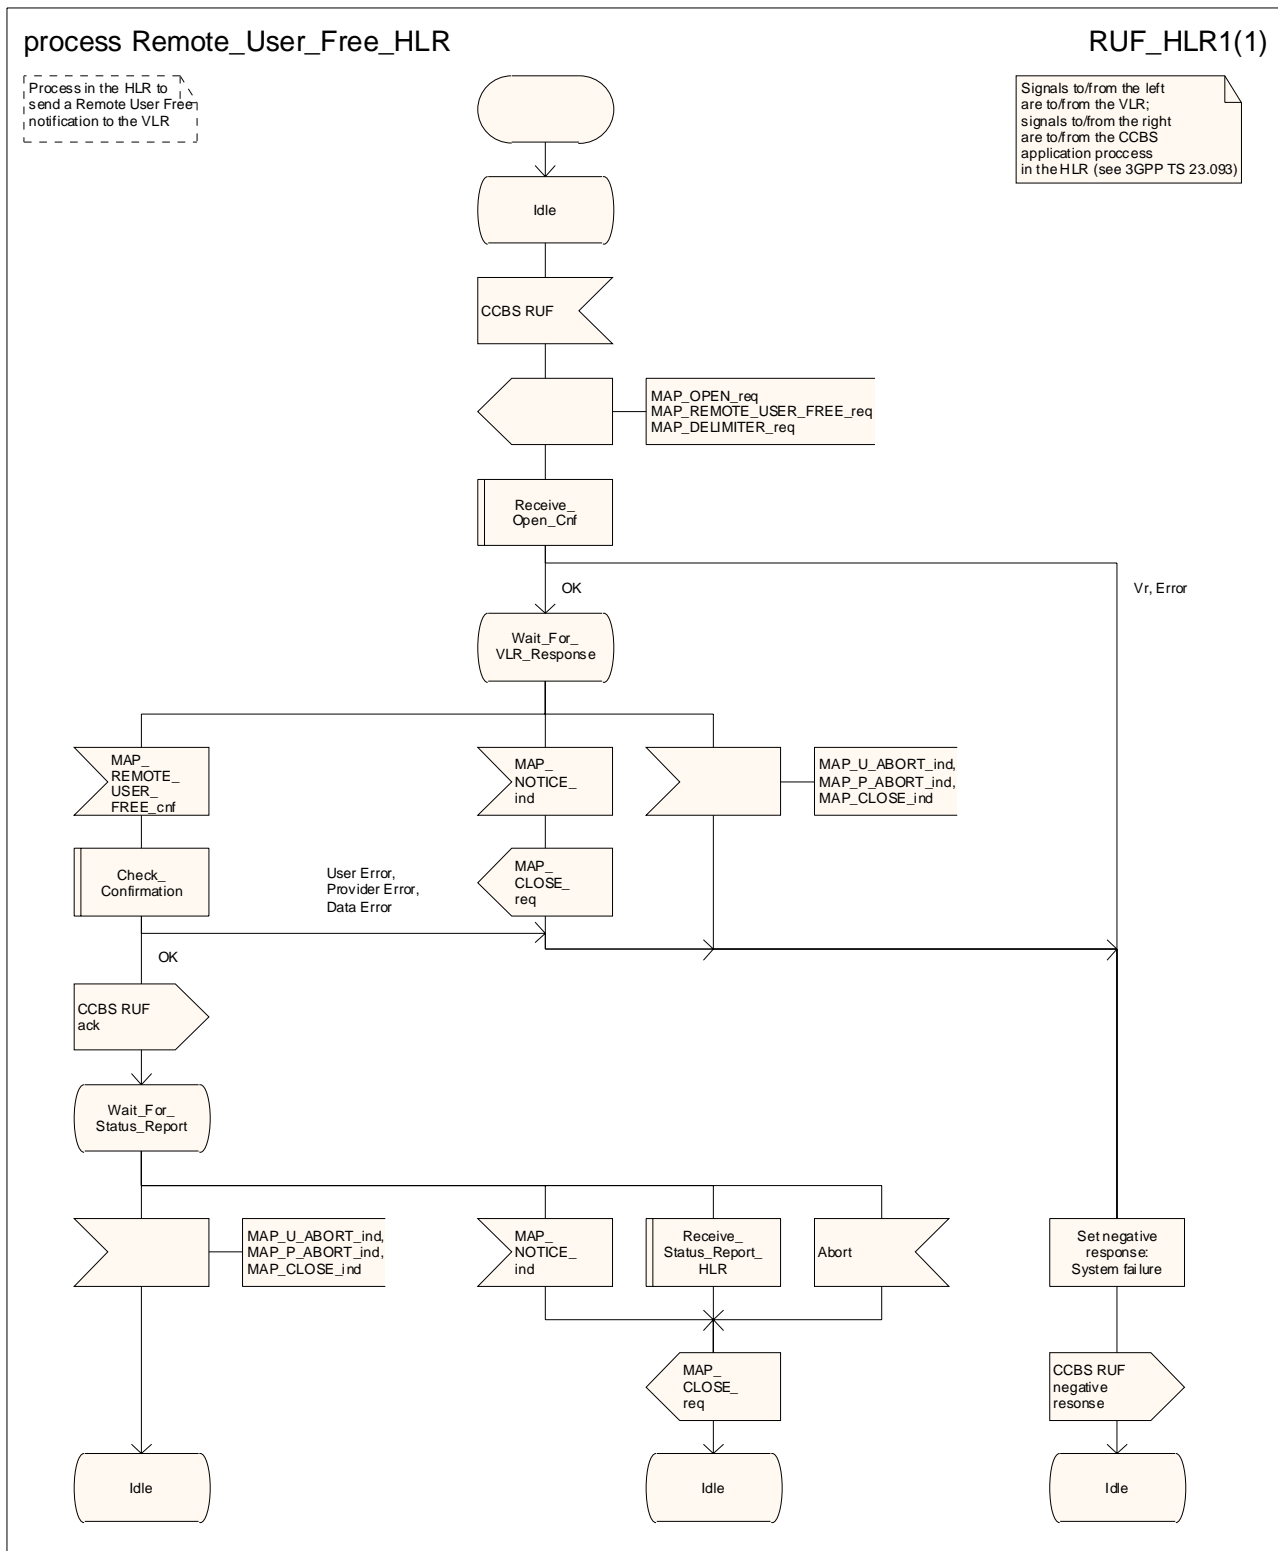 process Remote_User_Free_HLR
RUF_HLR1(1)
Process in the HLR to
send a Remote User Free
notification to the VLR
Signals to/from the left
are to/from the VLR;
signals to/from the right
are to/from the CCBS
application proccess
in the HLR (see 3GPP TS 23.093)
Idle
CCBS RUF
MAP_OPEN_req
MAP_REMOTE_USER_FREE_req
MAP_DELIMITER_req
Receive_
Open_Cnf
OK
Vr, Error
Wait_For_
VLR_Response
MAP_
REMOTE_
USER_
FREE_cnf
MAP_
NOTICE_
ind
MAP_U_ABORT_ind,
MAP_P_ABORT_ind,
MAP_CLOSE_ind
Check_
Confirmation
User Error,
Provider Error,
Data Error
MAP_
CLOSE_
req
OK
CCBS RUF
ack
Wait_For_
Status_Report
MAP_U_ABORT_ind,
MAP_P_ABORT_ind,
MAP_CLOSE_ind
MAP_
NOTICE_
ind
Receive_
Status_Report_
HLR
Abort
Set negative
response:
System failure
MAP_
CLOSE_
req
CCBS RUF
negative
resonse
Idle
Idle
Idle